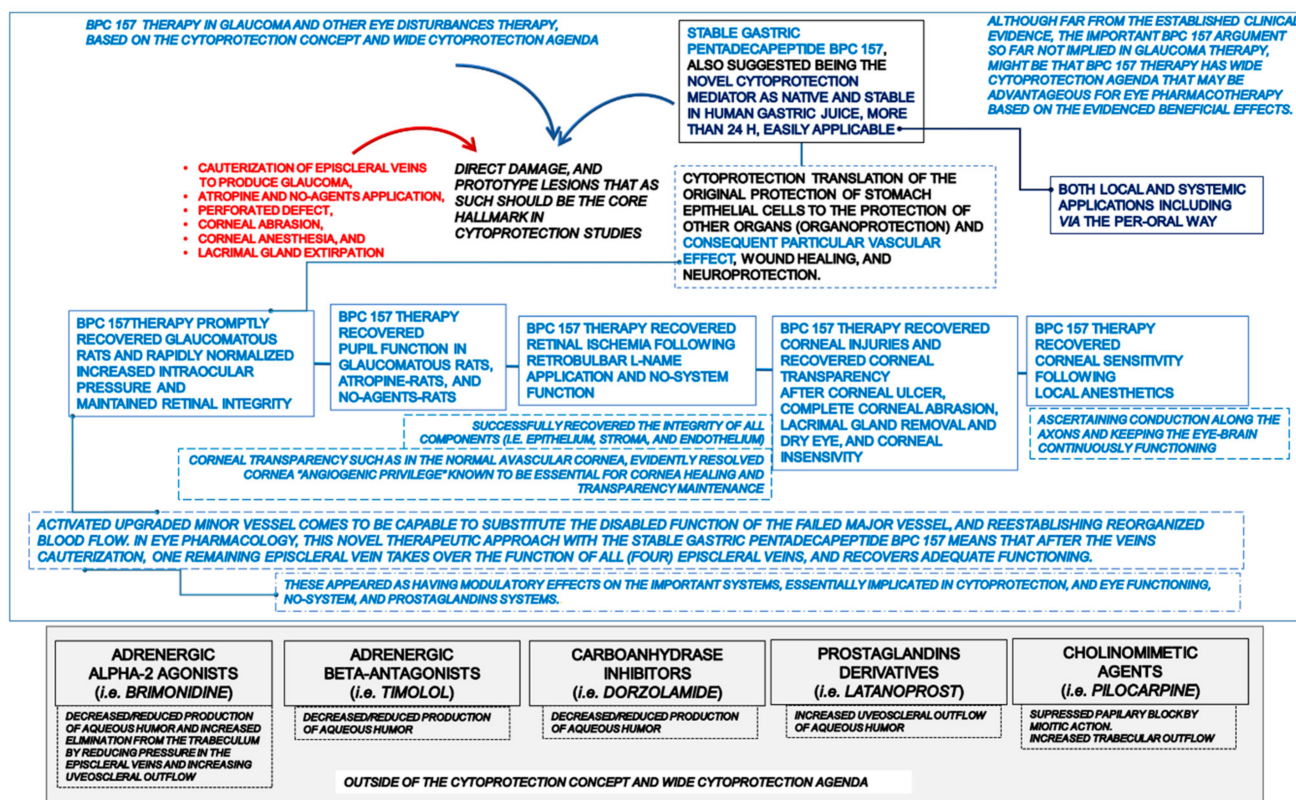 BPC 157 THERAPY IN GLAUCOMA AND OTHER EYE DISTURBANCES THERAPY,
BASED ON THE CYTOPROTECTION CONCEPT AND WIDE CYTOPROTECTION AGENDA
STABLE GASTRIC
PENTADECAPEPTIDE BPC 157,
ALSO SUGGESTED BEING THE
NOVEL CYTOPROTECTION
MEDIATOR AS NATIVE AND STABLE
IN HUMAN GASTRIC JUICE, MORE
THAN 24 H, EASILY APPLICABLE
ALTHOUGH FAR FROM THE ESTABLISHED CLINICAL
EVIDENCE, THE IMPORTANT BPC 157 ARGUMENT
SO FAR NOT IMPLIED IN GLAUCOMA THERAPY,
MIGHT BE THAT BPC 157 THERAPY HAS WIDE
CYTOPROTECTION AGENDA THAT MAY BE
ADVANTAGEOUS FOR EYE PHARMACOTHERAPY
BASED ON THE EVIDENCED BENEFICIAL EFFECTS.
• CAUTERIZATION OF EPISCLERAL VEINS
TO PRODUCE GLAUCOMA,
• ATROPINE AND NO-AGENTS APPLICATION,
• PERFORATED DEFECT,
• CORNEAL ABRASION,
• CORNEAL ANESTHESIA, AND
• LACRIMAL GLAND EXTIRPATION
DIRECT DAMAGE, AND
PROTOTYPE LESIONS THAT AS
SUCH SHOULD BE THE CORE
HALLMARK IN
CYTOPROTECTION STUDIES
CYTOPROTECTION TRANSLATION OF THE
ORIGINAL PROTECTION OF STOMACH
EPITHELIAL CELLS TO THE PROTECTION OF
OTHER ORGANS (ORGANOPROTECTION) AND
CONSEQUENT PARTICULAR VASCULAR
EFFECT, WOUND HEALING, AND
NEUROPROTECTION.
BOTH LOCAL AND SYSTEMIC
APPLICATIONS INCLUDING
VIA THE PER-ORAL WAY
BPC 157THERAPY PROMPTLY
RECOVERED GLAUCOMATOUS
RATS AND RAPIDLY NORMALIZED
INCREASED INTRAOCULAR
PRESSURE AND
MAINTAINED RETINAL INTEGRITY
BPC 157 THERAPY
RECOVERED
PUPIL FUNCTION IN
GLAUCOMATOUS RATS,
ATROPINE-RATS, AND
NO-AGENTS-RATS
BPC 157 THERAPY RECOVERED
RETINAL ISCHEMIA FOLLOWING
RETROBULBAR L-NAME
APPLICATION AND NO-SYSTEM
FUNCTION
BPC 157 THERAPY RECOVERED
CORNEAL INJURIES AND
RECOVERED CORNEAL
TRANSPARENCY
AFTER CORNEAL ULCER,
COMPLETE CORNEAL ABRASION,
LACRIMAL GLAND REMOVAL AND
DRY EYE, AND CORNEAL
INSENSIVITY
BPC 157 THERAPY
RECOVERED
CORNEAL SENSITIVITY
FOLLOWING
LOCAL ANESTHETICS
SUCCESSFULLY RECOVERED THE INTEGRITY OF ALL
COMPONENTS (I.E. EPITHELIUM, STROMA, AND ENDOTHELIUM)
ASCERTAINING CONDUCTION ALONG THE
AXONS AND KEEPING THE EYE-BRAIN
CONTINUOUSLY FUNCTIONING
CORNEAL TRANSPARENCY SUCH AS IN THE NORMAL AVASCULAR CORNEA, EVIDENTLY RESOLVED
CORNEA "ANGIOGENIC PRIVILEGE" KNOWN TO BE ESSENTIAL FOR CORNEA HEALING AND
TRANSPARENCY MAINTENANCE
ACTIVATED UPGRADED MINOR VESSEL COMES TO BE CAPABLE TO SUBSTITUTE THE DISABLED FUNCTION OF THE FAILED MAJOR VESSEL, AND REESTABLISHING REORGANIZED
BLOOD FLOW. IN EYE PHARMACOLOGY, THIS NOVEL THERAPEUTIC APPROACH WITH THE STABLE GASTRIC PENTADECAPEPTIDE BPC 157 MEANS THAT AFTER THE VEINS
CAUTERIZATION, ONE REMAINING EPISCLERAL VEIN TAKES OVER THE FUNCTION OF ALL (FOUR) EPISCLERAL VEINS, AND RECOVERS ADEQUATE FUNCTIONING.
THESE APPEARED AS HAVING MODULATORY EFFECTS ON THE IMPORTANT SYSTEMS, ESSENTIALLY IMPLICATED IN CYTOPROTECTION, AND EYE FUNCTIONING,
NO-SYSTEM, AND PROSTAGLANDINS SYSTEMS.
ADRENERGIC
ALPHA-2 AGONISTS
(i.e. BRIMONIDINE)
DECREASED/REDUCED PRODUCTION
OF AQUEOUS HUMOR AND INCREASED
ELIMINATION FROM THE TRABECULUM
BY REDUCING PRESSURE IN THE
EPISCLERAL VEINS AND INCREASING
UVEOSCLERAL OUTFLOW
ADRENERGIC
BETA-ANTAGONISTS
(i.e. TIMOLOL)
DECREASED/REDUCED PRODUCTION
OF AQUEOUS HUMOR
CARBOANHYDRASE
INHIBITORS
(i.e. DORZOLAMIDE)
DECREASED/REDUCED PRODUCTION
OF AQUEOUS HUMOR
PROSTAGLANDINS
DERIVATIVES
(i.e. LATANOPROST)
INCREASED UVEOSCLERAL OUTFLOW
OF AQUEOUS HUMOR
CHOLINOMIMETIC
AGENTS
(i.e. PILOCARPINE)
SUPRESSED PAPILARY BLOCK BY
MIOITIC ACTION.
INCREASED TRABECULAR OUTFLOW
OUTSIDE OF THE CYTOPROTECTION CONCEPT AND WIDE CYTOPROTECTION AGENDA